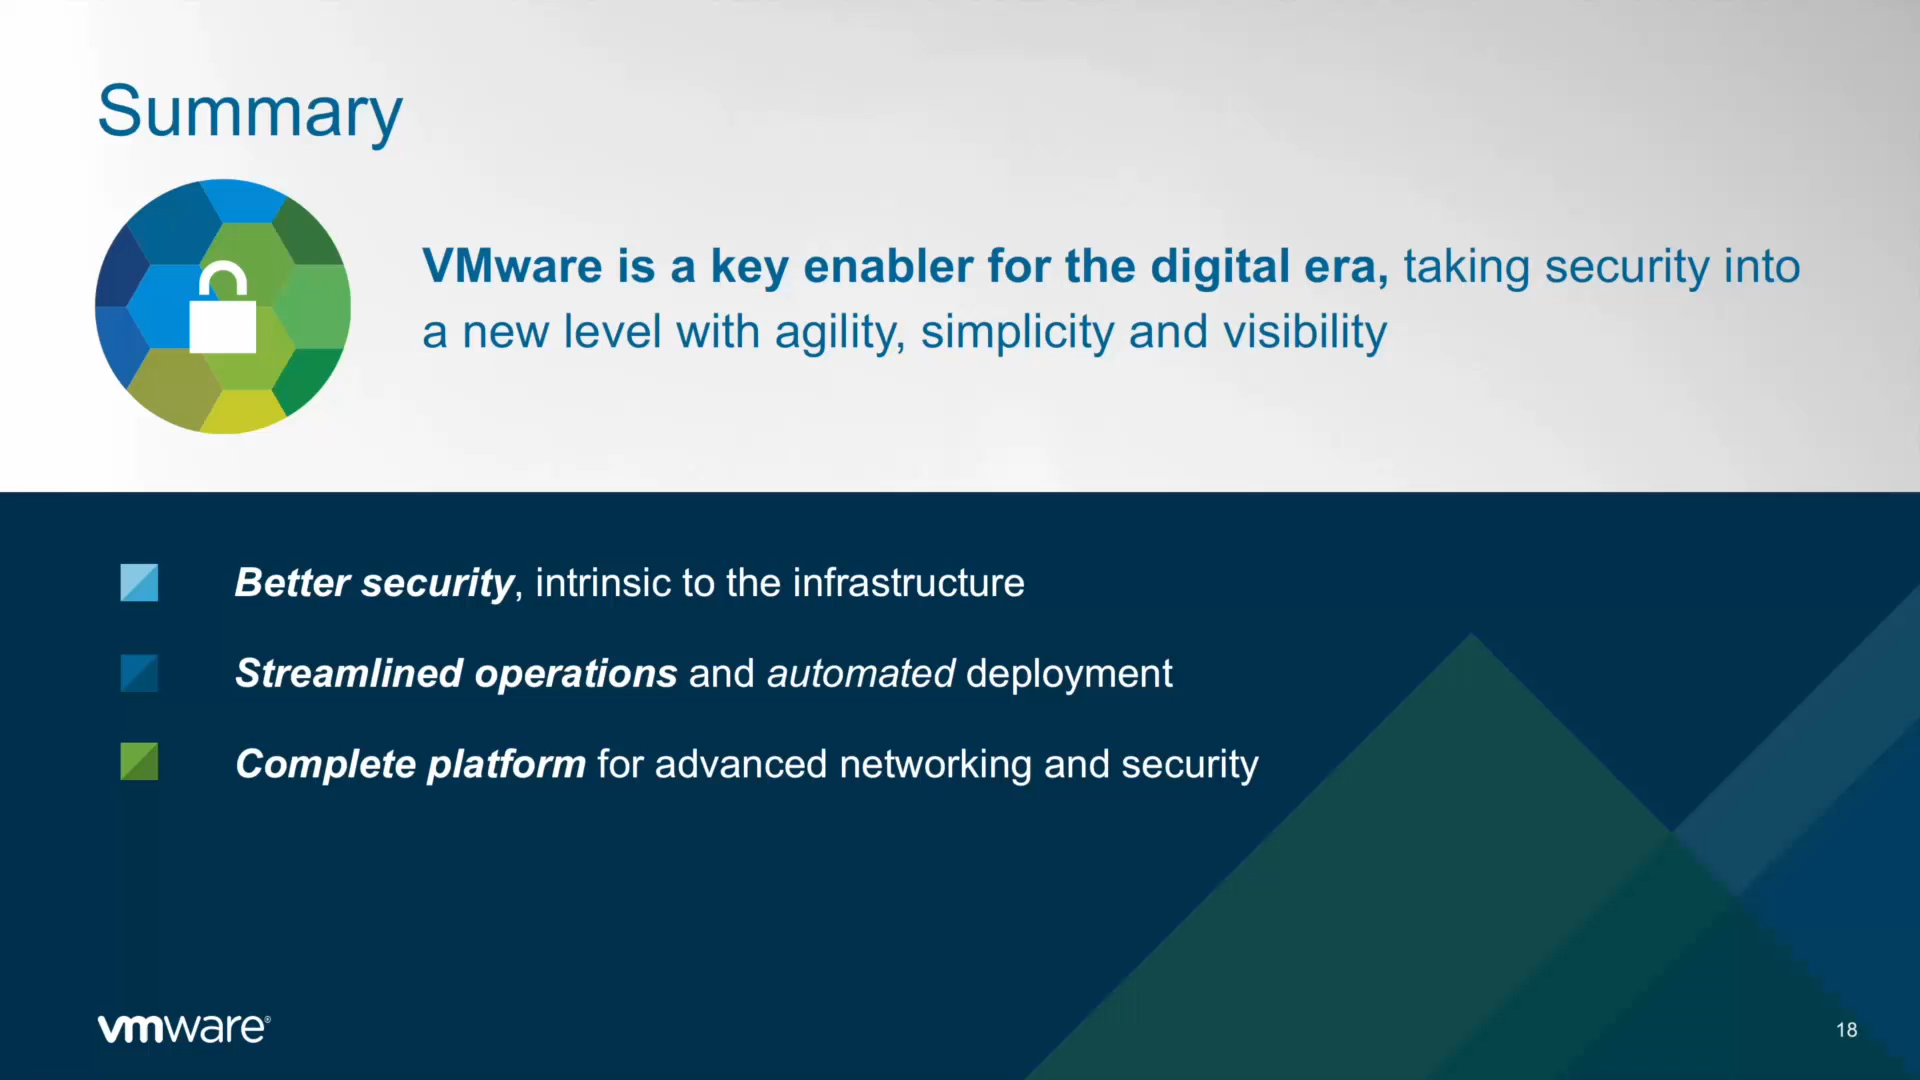 Summary
VMware is a key enabler for the digital era, taking security into
a new level with agility, simplicity and visibility
Better security, intrinsic to the infrastructure
Streamlined operations and automated deployment
Complete platform for advanced networking and security
vmware®
18